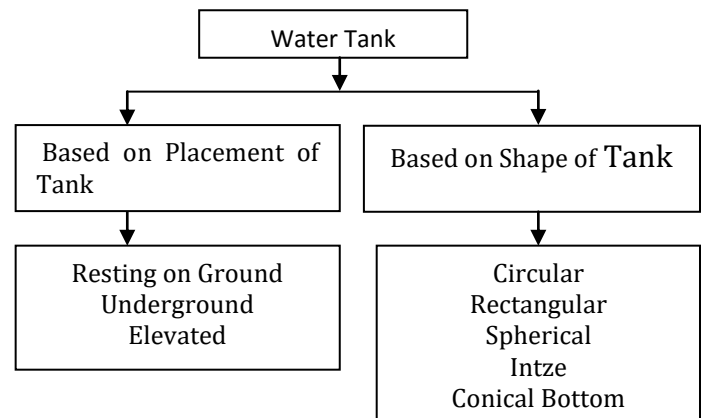 Water Tank
Based on Placement of
Tank
Based on Shape of Tank
Resting on Ground
Underground
Elevated
Circular
Rectangular
Spherical
Intze
Conical Bottom